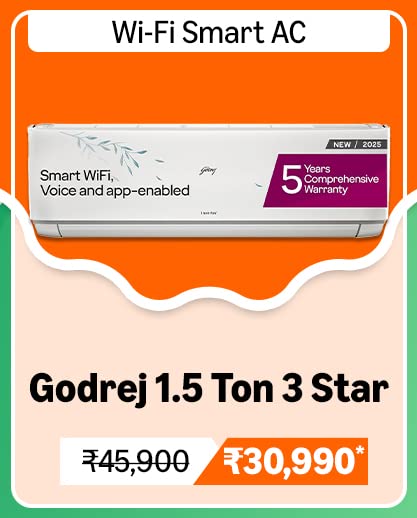 Wi-Fi Smart AC
NEW / 2025
Smart WiFi,
Voice and app-enabled
Godrej
5 Years
Comprehensive
Warranty
Godrej 1.5 Ton 3 Star
₹45,900 ₹30,990*